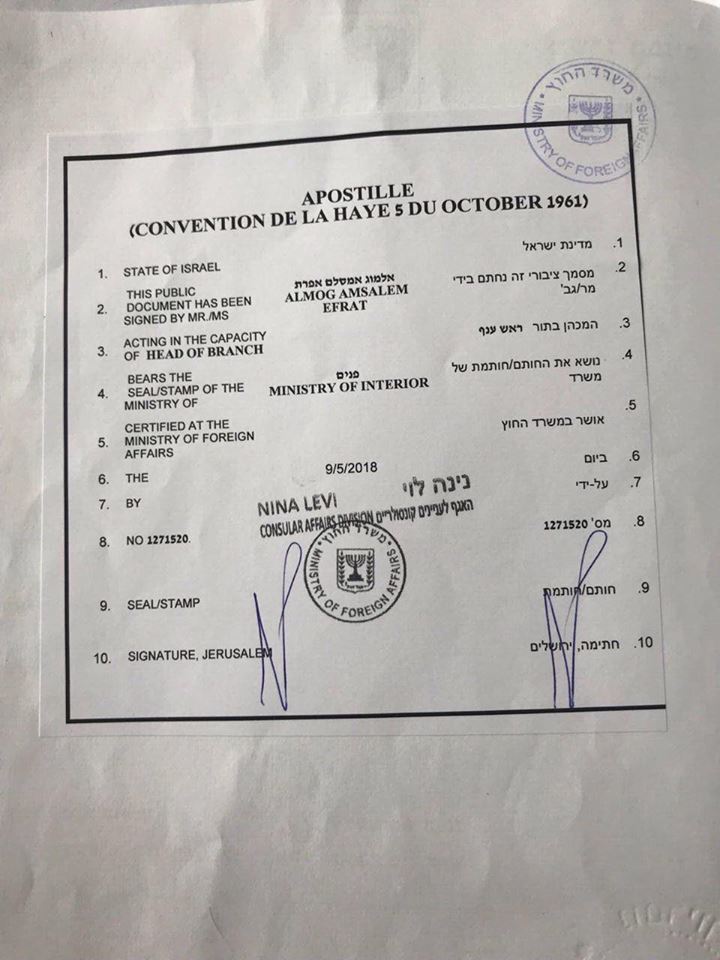 משרד החוץ
MINISTRY OF FOREIGN AFFAIRS
APOSTILLE
(CONVENTION DE LA HAYE 5 DU OCTOBER 1961)
1. STATE OF ISRAEL
מדינת ישראל .1
2. THIS PUBLIC
DOCUMENT HAS BEEN
SIGNED BY MR./MS
אלמוג אמסלם אפרת
ALMOG AMSALEM
EFRAT
מסמך ציבורי זה נחתם בידי .2
מר/גב'
3. ACTING IN THE CAPACITY
OF HEAD OF BRANCH
המכהן בתור ראש ענף .3
4. BEARS THE
SEAL/STAMP OF THE
MINISTRY OF
פנים
MINISTRY OF INTERIOR
נושא את החותם/חותמת של .4
משרד
5. CERTIFIED AT THE
MINISTRY OF FOREIGN
AFFAIRS
אושר במשרד החוץ .5
6. THE
9/5/2018
ביום .6
7. BY
על-ידי .7
NINA LEVI נינה לוי
CONSULAR AFFAIRS DIVISION האגף לעניינים קונסולריים
8. NO 1271520.
מס' 1271520 .8
משרד החוץ
MINISTRY OF FOREIGN AFFAIRS
9. SEAL/STAMP
חותם/חותמת .9
10. SIGNATURE, JERUSALEM
חתימה, ירושלים .10